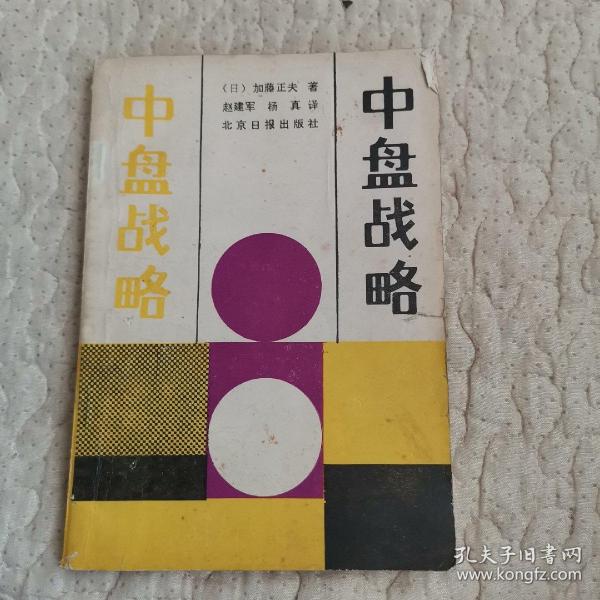 中盘战略
（日）加藤正夫 著
赵建军 杨真译
北京日报出版社
中盘战略
孔夫子旧书网
www.kongfz.com